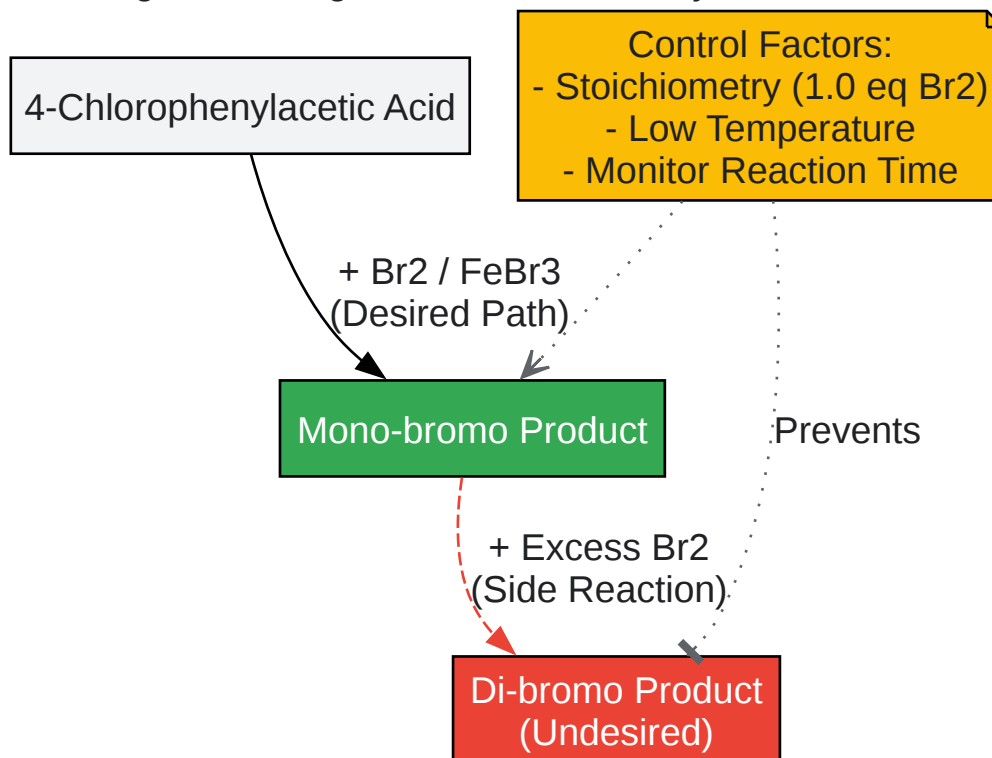 4-Chlorophenylacetic Acid
Control Factors:
- Stoichiometry (1.0 eq Br2)
- Low Temperature
- Monitor Reaction Time
+ Br2 / FeBr3
(Desired Path)
Mono-bromo Product
Prevents
+ Excess Br2
(Side Reaction)
Di-bromo Product
(Undesired)